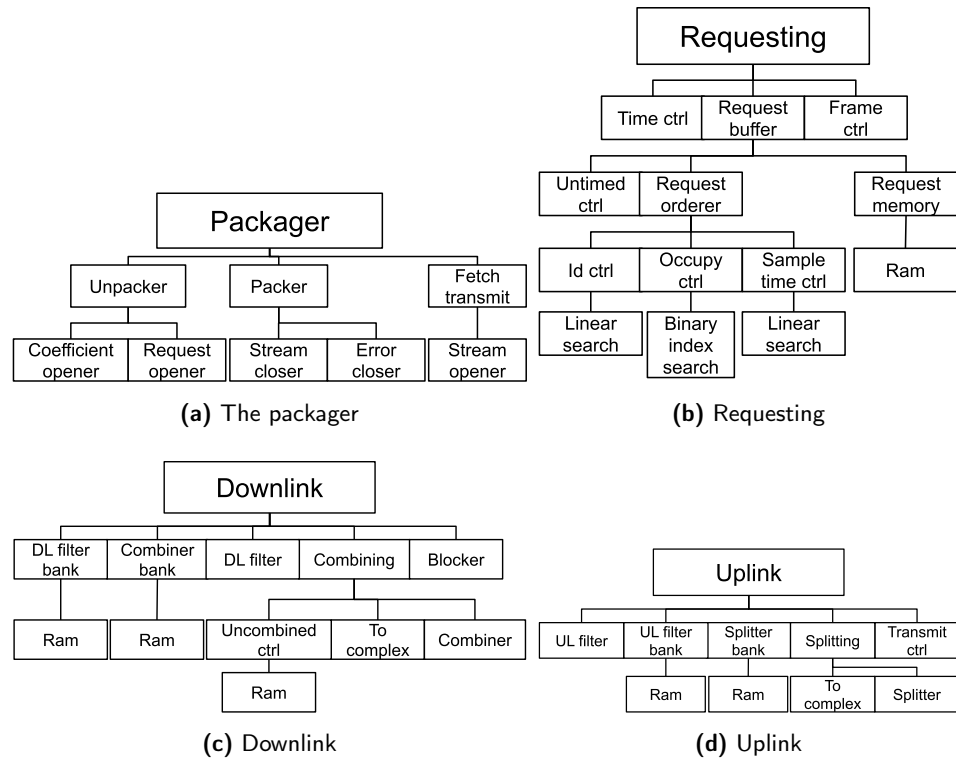 Packager
Unpacker
Packer
Fetch
transmit
Coefficient
opener
Request
opener
Stream
closer
Error
closer
Stream
opener
(a) The packager
Requesting
Time ctrl
Request
buffer
Frame
ctrl
Untimed
ctrl
Request
orderer
Request
memory
Id ctrl
Occupy
ctrl
Sample
time ctrl
Ram
Linear
search
Binary
index
search
Linear
search
(b) Requesting
Downlink
DL filter
bank
Combiner
bank
DL filter
Combining
Blocker
Ram
Ram
Uncombined
ctrl
To
complex
Combiner
Ram
(c) Downlink
Uplink
UL filter
UL filter
bank
Splitter
bank
Splitting
Transmit
ctrl
Ram
Ram
To
complex
Splitter
(d) Uplink